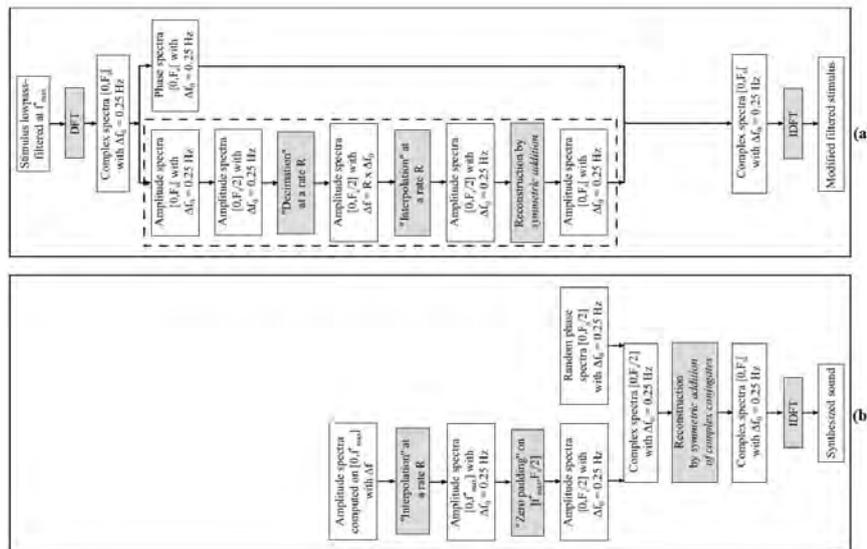 Stimulus lowpass-
filtered at f*max
DFT
Complex spectra [0,Fs[
with Δf0 = 0.25 Hz
Phase spectra
[0,Fs[ with
Δf0 = 0.25 Hz
Amplitude spectra
[0,Fs[ with
Δf0 = 0.25 Hz
Amplitude spectra
[0,Fs/2] with
Δf0 = 0.25 Hz
"Decimation"
at a rate R
Amplitude spectra
[0,Fs/2] with
Δf = R x Δf0
"Interpolation" at
a rate R
Amplitude spectra
[0,Fs/2] with
Δf0 = 0.25 Hz
Reconstruction by
symmetric addition
Amplitude spectra
[0,Fs[ with
Δf0 = 0.25 Hz
Complex spectra [0,Fs[
with Δf0 = 0.25 Hz
IDFT
Modified filtered stimulus
(a)
Amplitude spectra
computed on [0,f*max]
with Δf
"Interpolation" at
a rate R
Amplitude spectra
[0,f*max] with
Δf0 = 0.25 Hz
"Zero padding" on
]f*max,Fs/2]
Amplitude spectra
[0,Fs/2] with
Δf0 = 0.25 Hz
Random phase
spectra [0,Fs/2]
with Δf0 = 0.25 Hz
Complex spectra [0,Fs/2]
with Δf0 = 0.25 Hz
Reconstruction
by symmetric addition
of complex conjugates
Complex spectra [0,Fs[
with Δf0 = 0.25 Hz
IDFT
Synthesized sound
(b)